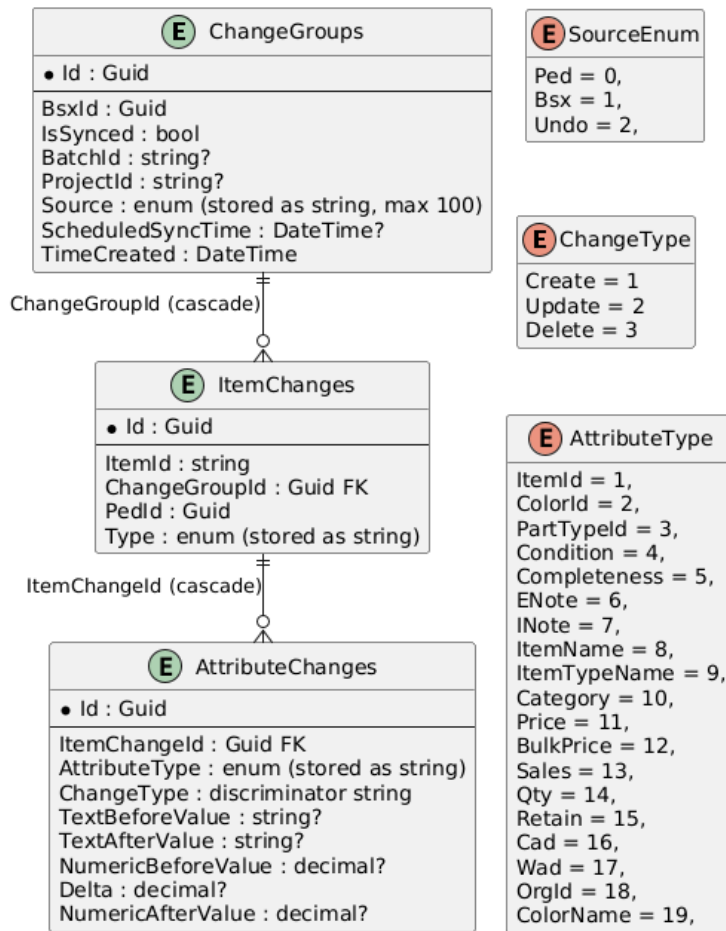 E ChangeGroups
Id : Guid
BsxId : Guid
IsSynced : bool
BatchId : string?
ProjectId : string?
Source : enum (stored as string, max 100)
ScheduledSyncTime : DateTime?
TimeCreated : DateTime
ChangeGroupId (cascade)
E ItemChanges
Id : Guid
ItemId : string
ChangeGroupId : Guid FK
PedId : Guid
Type : enum (stored as string)
ItemChangeId (cascade)
E AttributeChanges
Id : Guid
ItemChangeId : Guid FK
AttributeType : enum (stored as string)
ChangeType : discriminator string
TextBeforeValue : string?
TextAfterValue : string?
NumericBeforeValue : decimal?
Delta : decimal?
NumericAfterValue : decimal?
E SourceEnum
Ped = 0,
Bsx = 1,
Undo = 2,
E ChangeType
Create = 1
Update = 2
Delete = 3
E AttributeType
ItemId = 1,
ColorId = 2,
PartTypeId = 3,
Condition = 4,
Completeness = 5,
ENote = 6,
INote = 7,
ItemName = 8,
ItemTypeName = 9,
Category = 10,
Price = 11,
BulkPrice = 12,
Sales = 13,
Qty = 14,
Retain = 15,
Cad = 16,
Wad = 17,
OrgId = 18,
ColorName = 19,